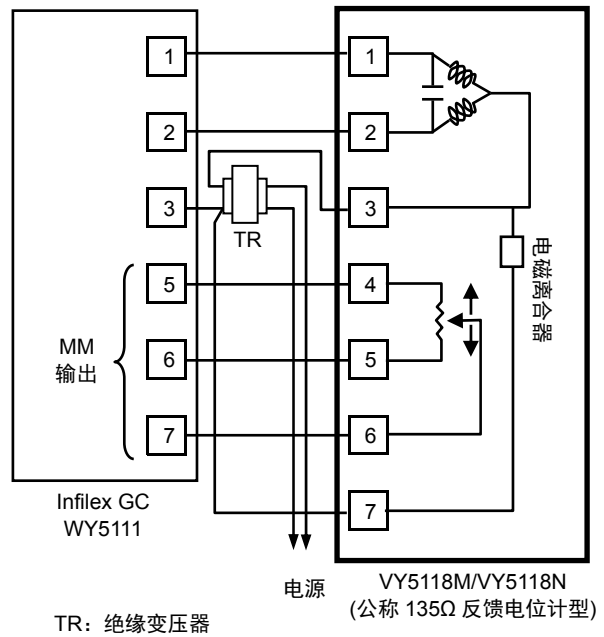 1
2
3
5
6
7
MM
输出
TR
1
2
3
4
5
6
7
电磁离合器
Infilex GC
WY5111
电源
VY5118M/VY5118N
(公称 135Ω 反馈电位计型)
TR：绝缘变压器